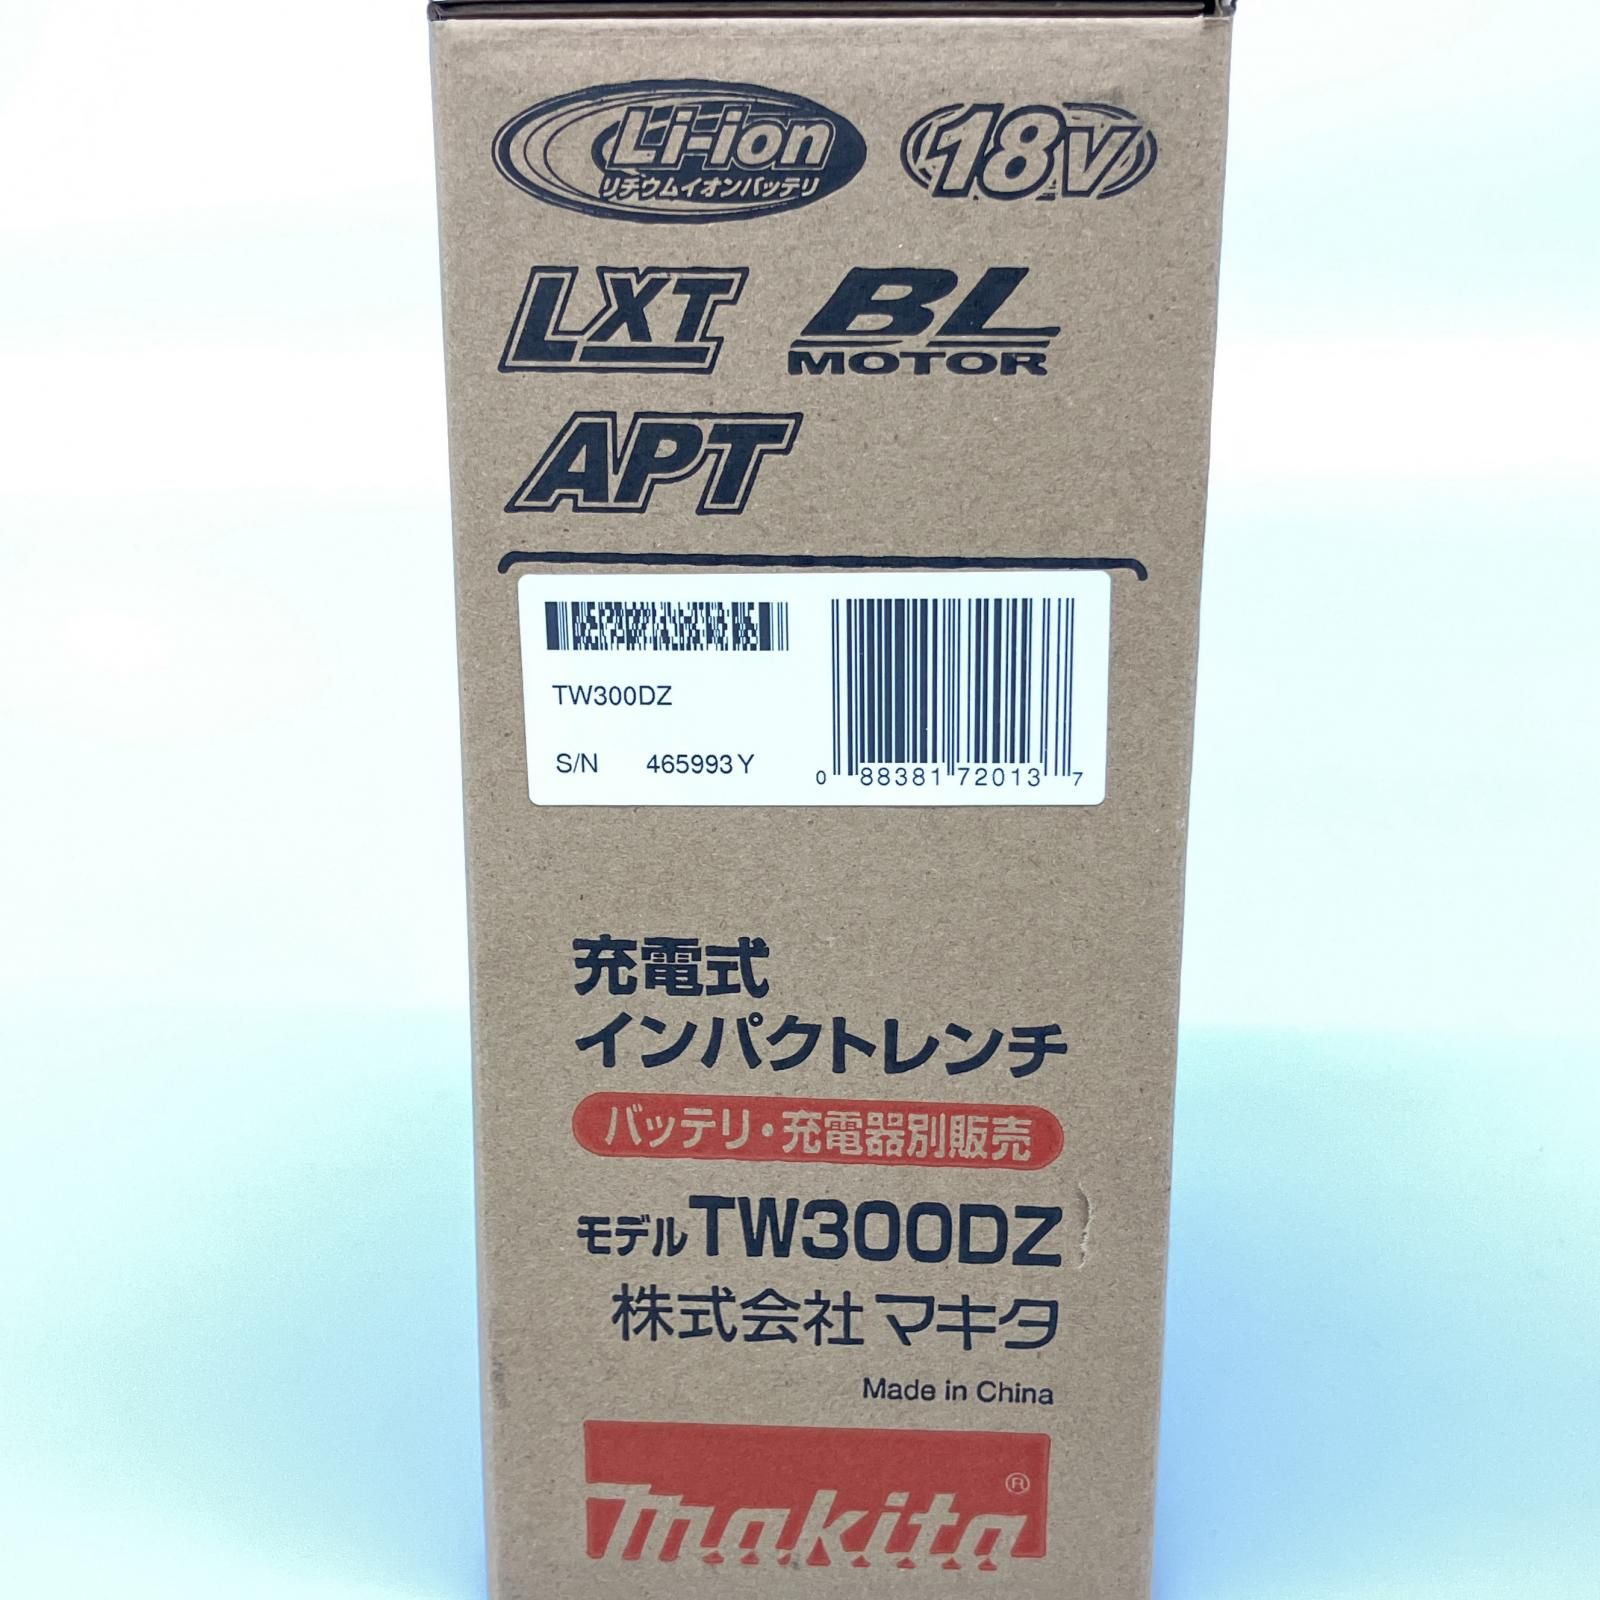 Li-ion 18V
リチウムイオンバッテリ
LXT BL
MOTOR
APT
TW300DZ
S/N 465993Y
0 88381 72013 7
充電式
インパクトレンチ
バッテリ・充電器別販売
モデルTW300DZ
株式会社マキタ
Made in China
makita®